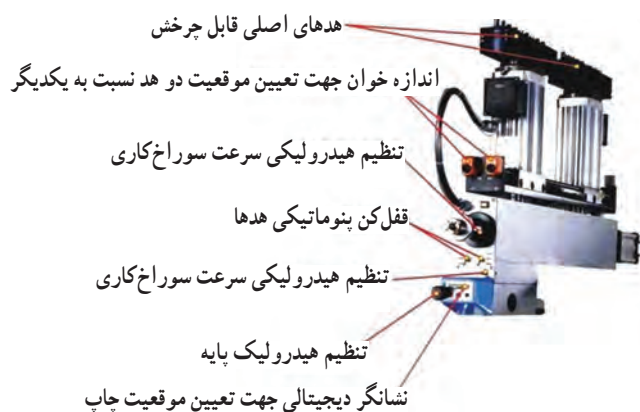 هدهای اصلی قابل چرخش
اندازه خوان جهت تعیین موقعیت دو هد نسبت به یکدیگر
تنظیم هیدرولیکی سرعت سوراخ‌کاری
قفل‌کن پنوماتیکی هدها
تنظیم هیدرولیکی سرعت سوراخ‌کاری
تنظیم هیدرولیک پایه
نشانگر دیجیتالی جهت تعیین موقعیت چاپ